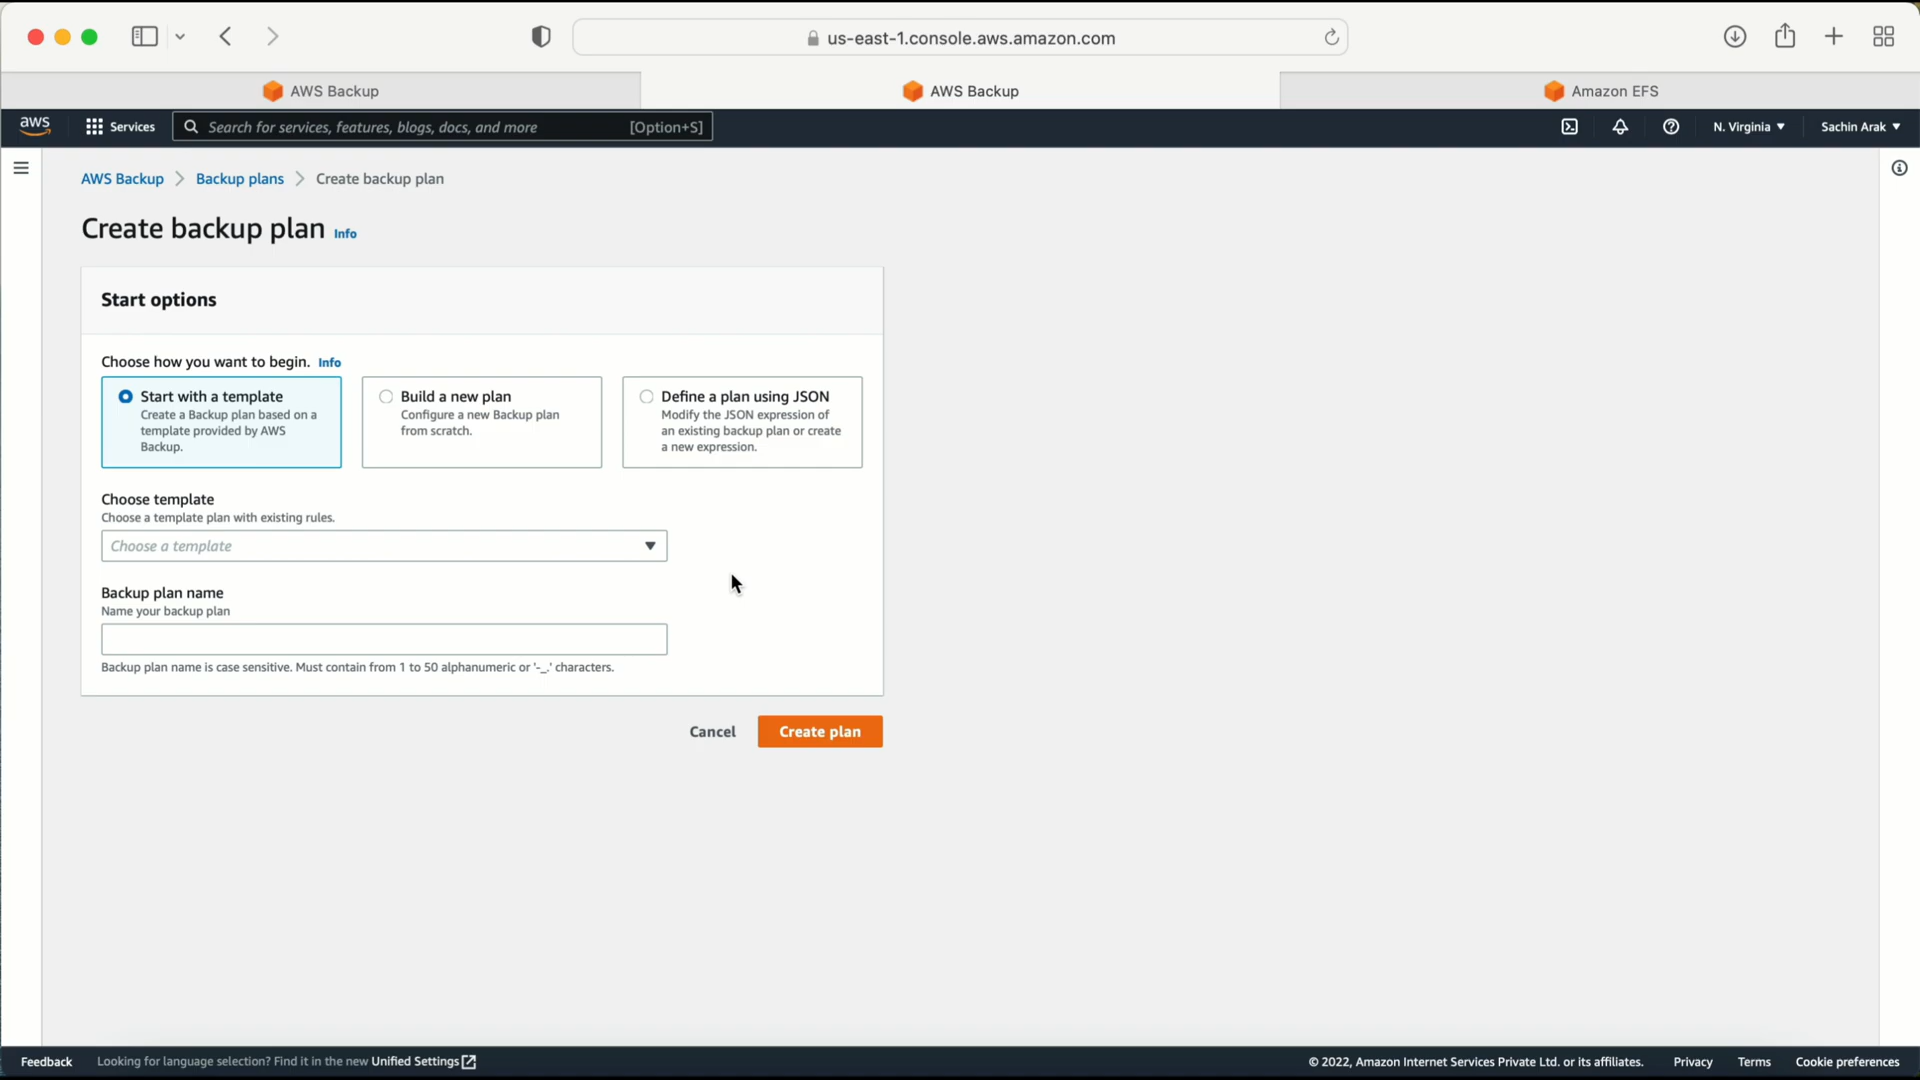 us-east-1.console.aws.amazon.com
AWS Backup
AWS Backup
Amazon EFS
aws
Services
Search for services, features, blogs, docs, and more
[Option+S]
N. Virginia
Sachin Arak
AWS Backup
Backup plans
Create backup plan
Create backup plan Info
Start options
Choose how you want to begin. Info
Start with a template
Create a Backup plan based on a
template provided by AWS
Backup.
Build a new plan
Configure a new Backup plan
from scratch.
Define a plan using JSON
Modify the JSON expression of
an existing backup plan or create
a new expression.
Choose template
Choose a template plan with existing rules.
Choose a template
Backup plan name
Name your backup plan
Backup plan name is case sensitive. Must contain from 1 to 50 alphanumeric or '-_.' characters.
Cancel
Create plan
Feedback
Looking for language selection? Find it in the new Unified Settings
© 2022, Amazon Internet Services Private Ltd. or its affiliates.
Privacy
Terms
Cookie preferences